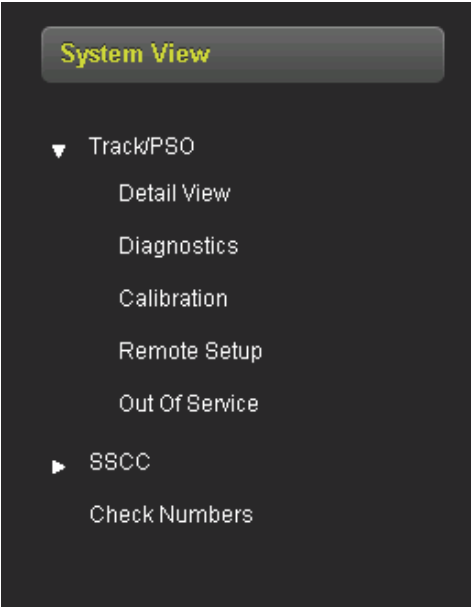 System View
Track/PSO
Detail View
Diagnostics
Calibration
Remote Setup
Out Of Service
SSCC
Check Numbers